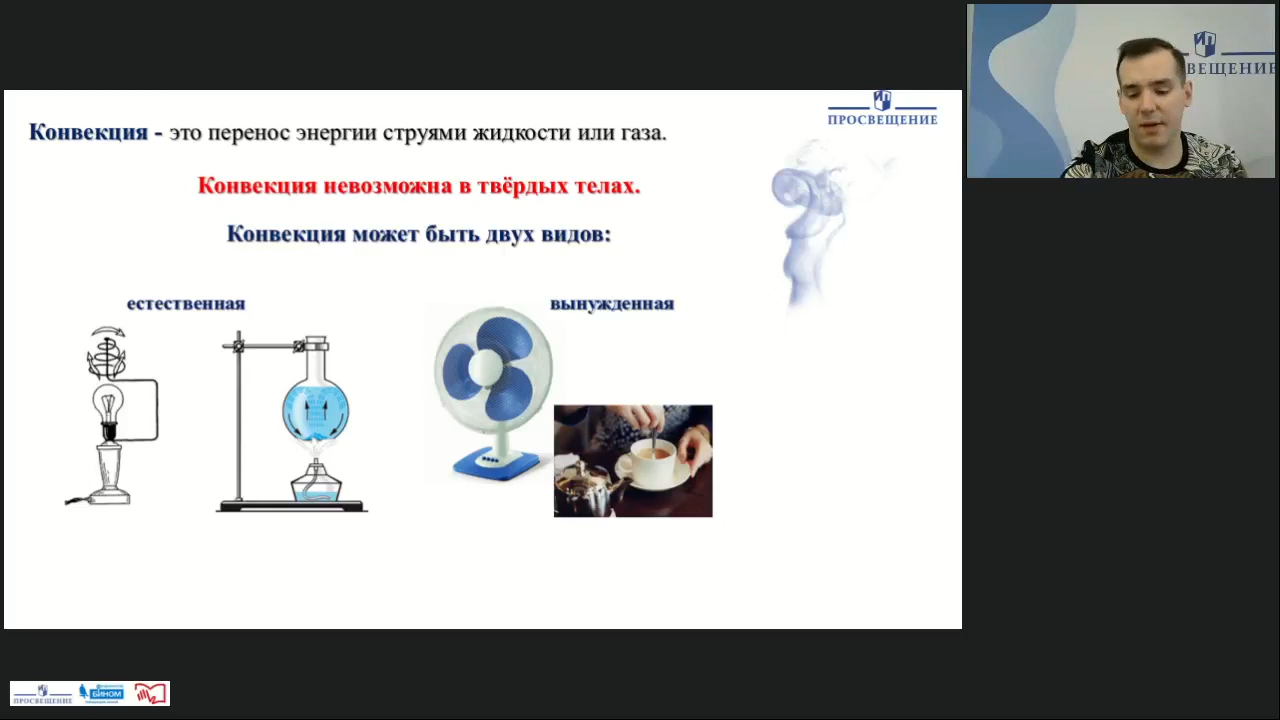 ВЕЩЕНИЕ
ПРОСВЕЩЕНИЕ
Конвекция - это перенос энергии струями жидкости или газа.
Конвекция невозможна в твёрдых телах.
Конвекция может быть двух видов:
естественная
вынужденная
ПРОСВЕЩЕНИЕ
БИНОМ